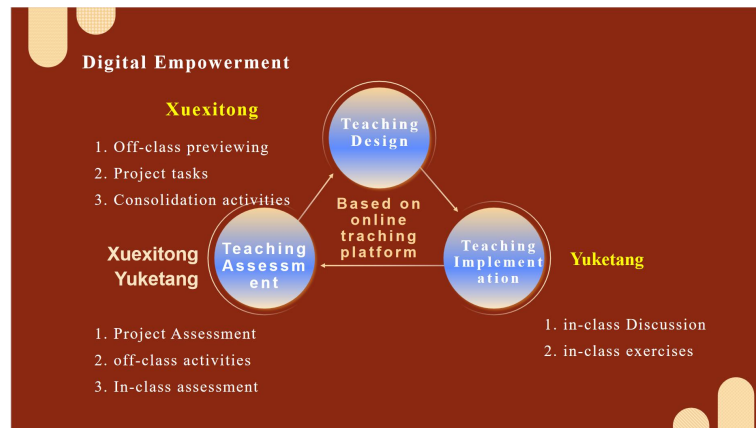 Digital Empowerment
Xuexitong
1. Off-class previewing
2. Project tasks
3. Consolidation activities
Teaching
Design
Based on
online
traching
platform
Xuexitong
Yuketang
Teaching
Assessm
ent
Teaching
Implement
ation
Yuketang
1. Project Assessment
2. off-class activities
3. In-class assessment
1. in-class Discussion
2. in-class exercises